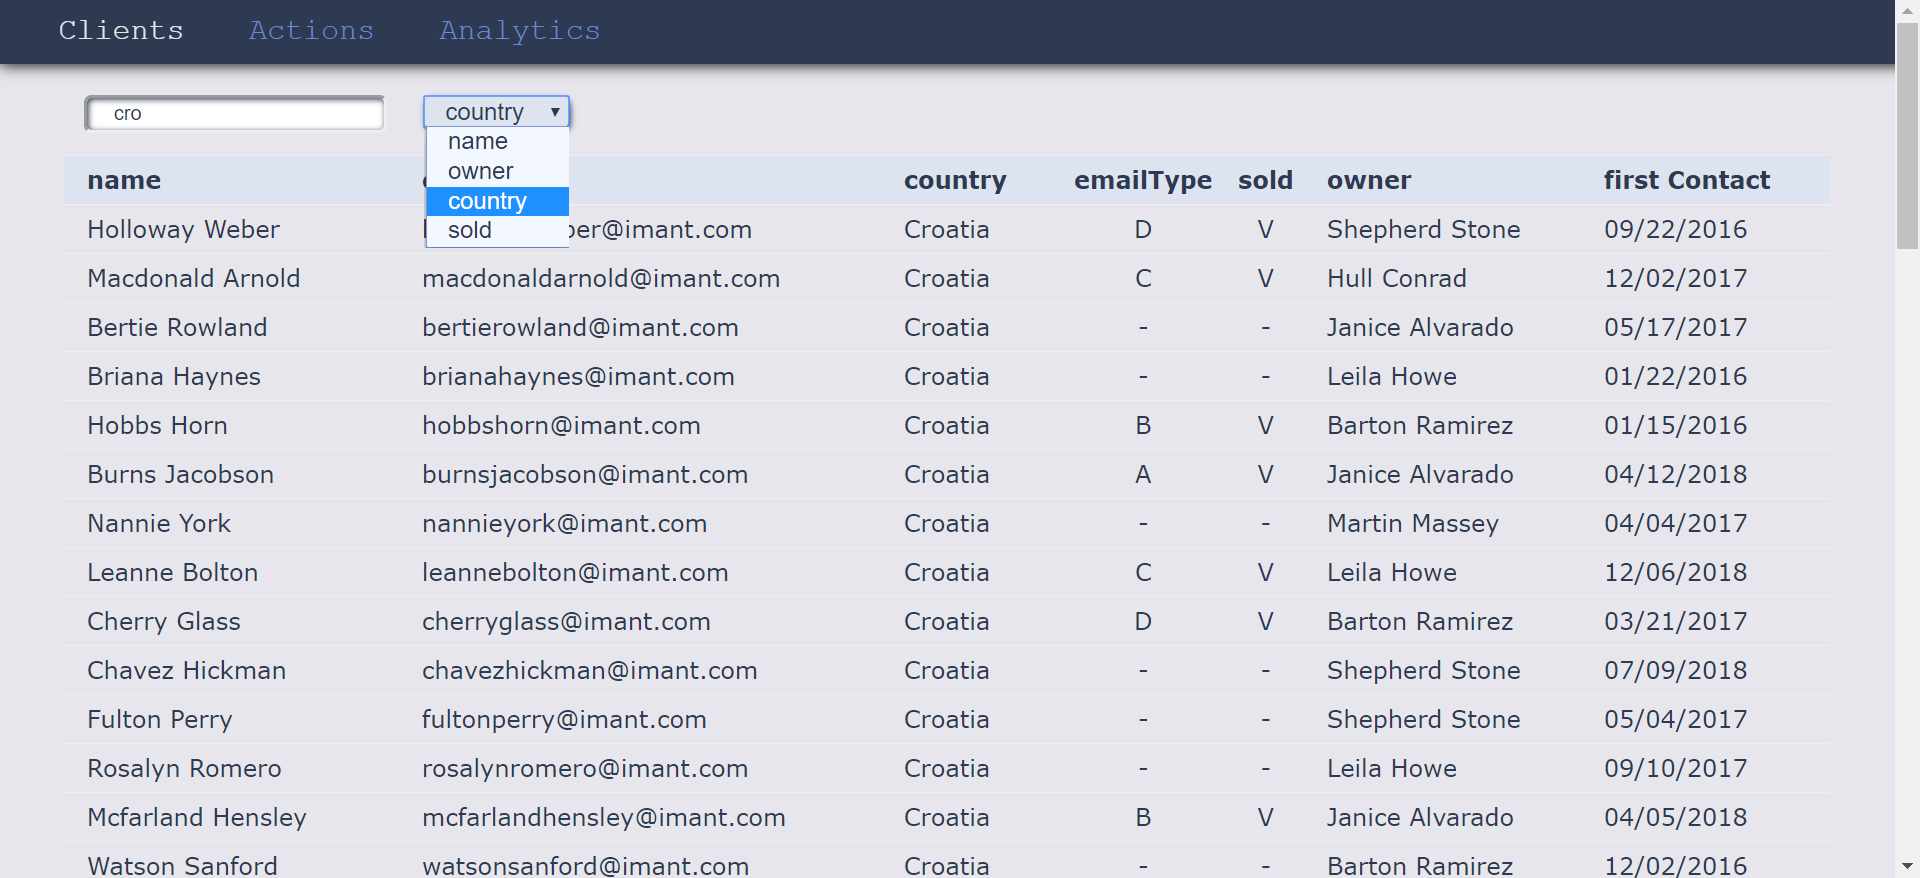 Clients Actions Analytics
cro country ▼
name
owner
country
sold
name country emailType sold owner first Contact
Holloway Weber er@imant.com Croatia D V Shepherd Stone 09/22/2016
Macdonald Arnold macdonaldarnold@imant.com Croatia C V Hull Conrad 12/02/2017
Bertie Rowland bertierowland@imant.com Croatia - - Janice Alvarado 05/17/2017
Briana Haynes brianahaynes@imant.com Croatia - - Leila Howe 01/22/2016
Hobbs Horn hobbshorn@imant.com Croatia B V Barton Ramirez 01/15/2016
Burns Jacobson burnsjacobson@imant.com Croatia A V Janice Alvarado 04/12/2018
Nannie York nannieyork@imant.com Croatia - - Martin Massey 04/04/2017
Leanne Bolton leannebolton@imant.com Croatia C V Leila Howe 12/06/2018
Cherry Glass cherryglass@imant.com Croatia D V Barton Ramirez 03/21/2017
Chavez Hickman chavezhickman@imant.com Croatia - - Shepherd Stone 07/09/2018
Fulton Perry fultonperry@imant.com Croatia - - Shepherd Stone 05/04/2017
Rosalyn Romero rosalynromero@imant.com Croatia - - Leila Howe 09/10/2017
Mcfarland Hensley mcfarlandhensley@imant.com Croatia B V Janice Alvarado 04/05/2018
Watson Sanford watsonsanford@imant.com Croatia - - Barton Ramirez 12/02/2016